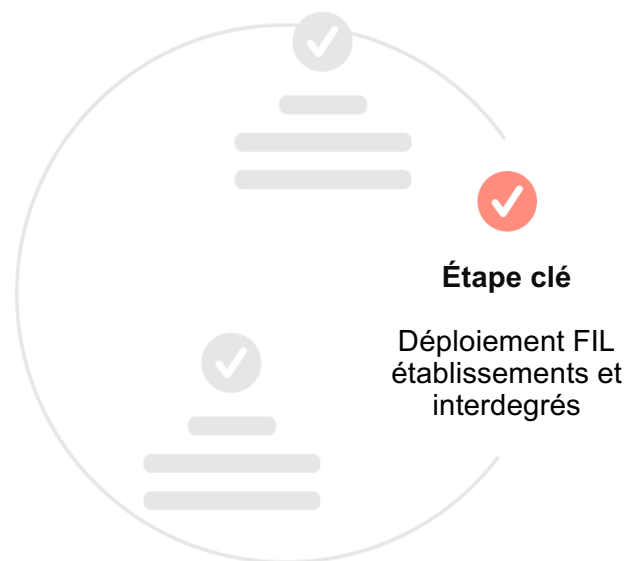 Étape clé
Déploiement FIL
établissements et
interdegrés